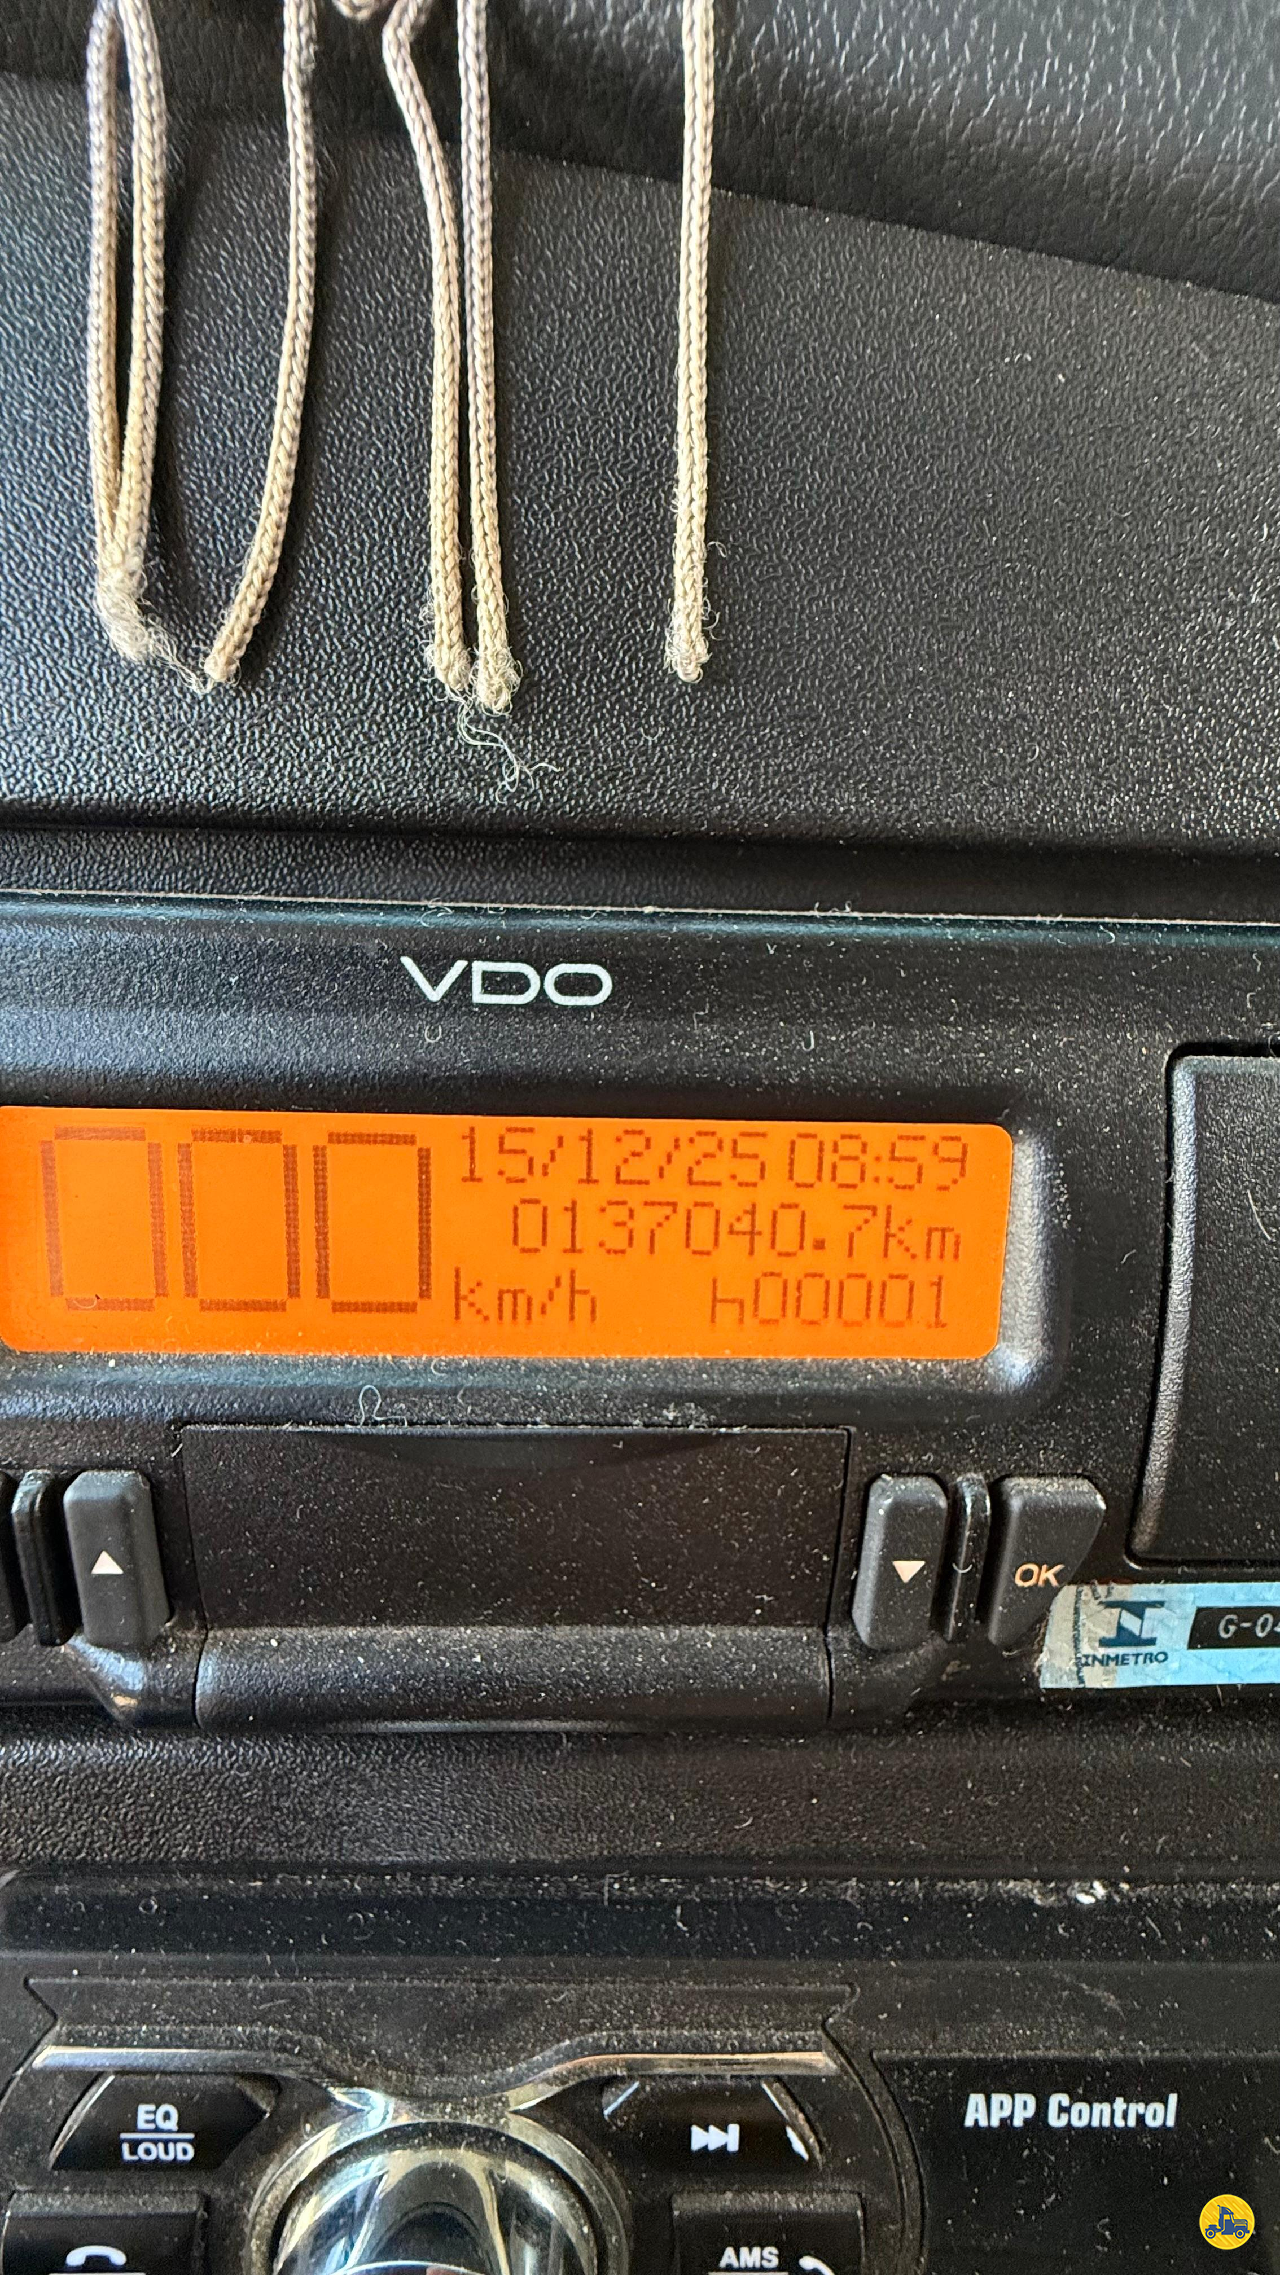 VDO
000
15/12/25 08:59
0137040.7km
km/h h00001
OK
INMETRO
EQ
LOUD
APP Control
AMS